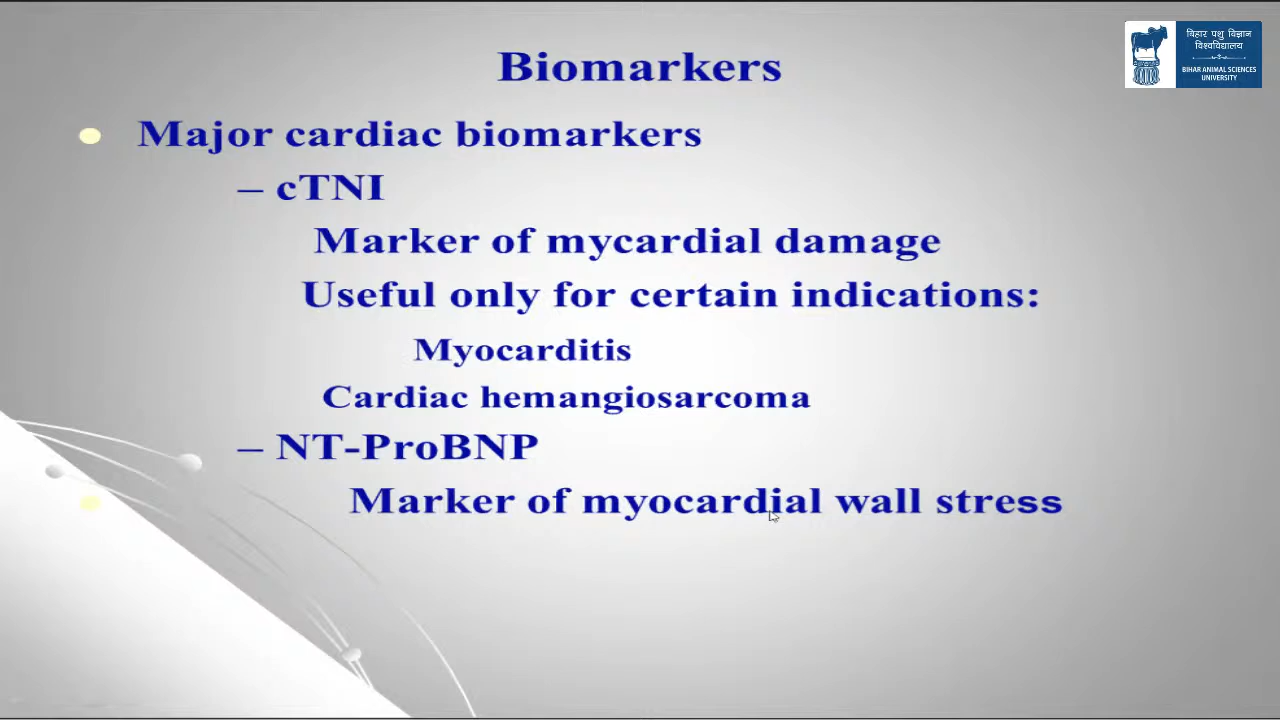 Biomarkers
बिहार पशु विज्ञान
विश्वविद्यालय
BIHAR ANIMAL SCIENCES
UNIVERSITY
Major cardiac biomarkers
– cTNI
Marker of mycardial damage
Useful only for certain indications:
Myocarditis
Cardiac hemangiosarcoma
– NT-ProBNP
Marker of myocardial wall stress